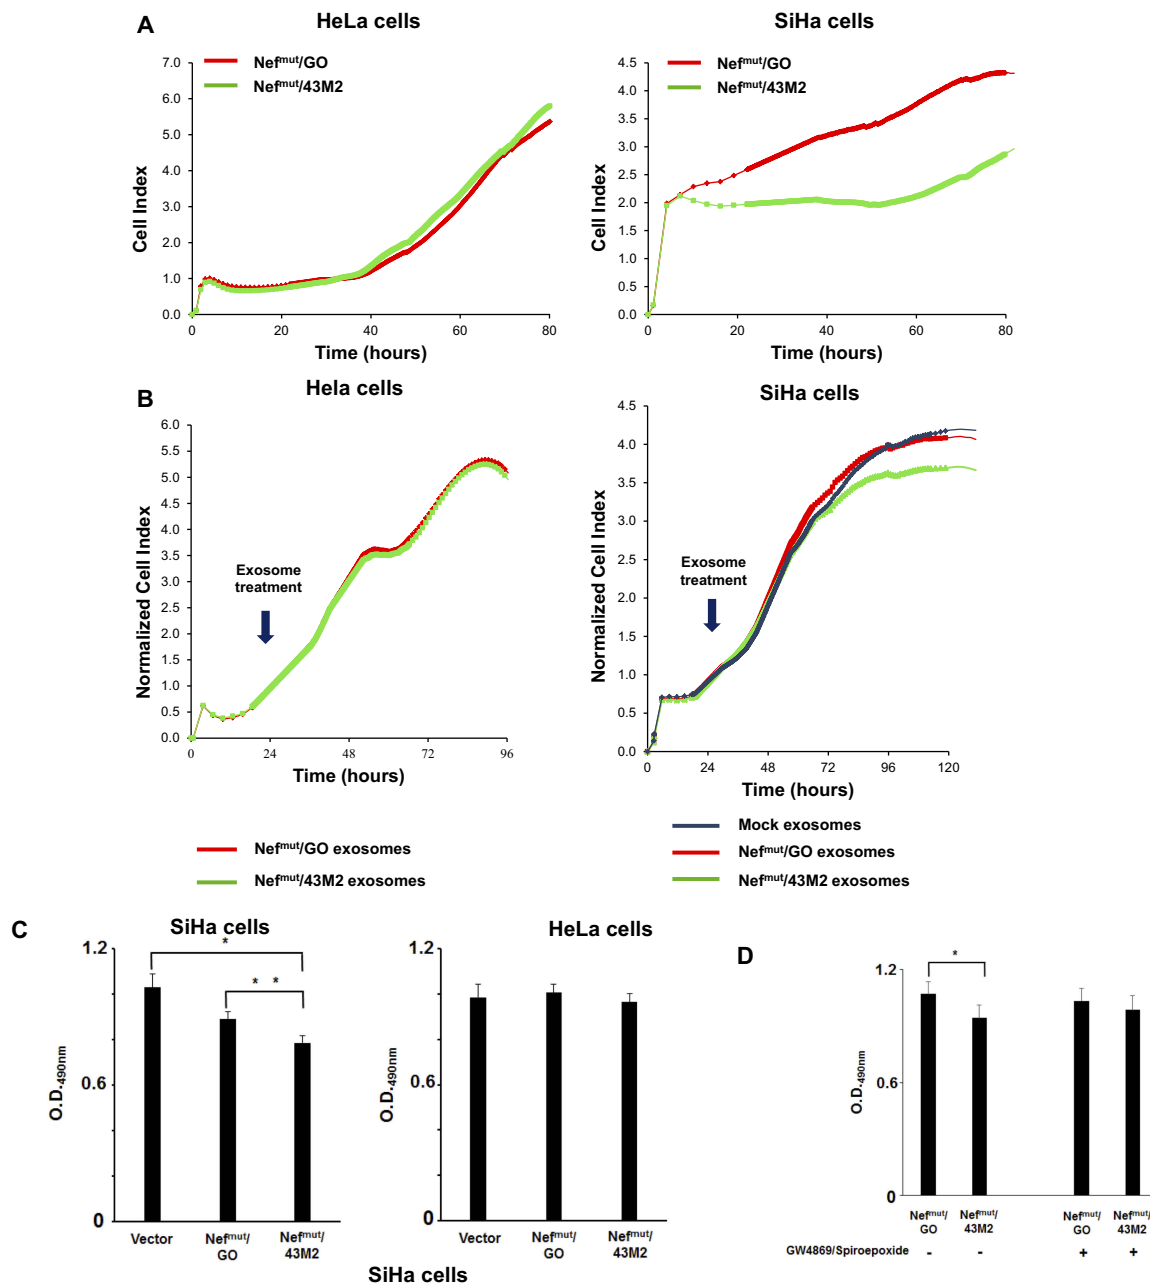 A
HeLa cells
SiHa cells
Nefmut/GO
Nefmut/43M2
Nefmut/GO
Nefmut/43M2
Cell Index
7.0
6.0
5.0
4.0
3.0
2.0
1.0
0.0
0 20 40 60 80
Time (hours)
Cell Index
4.5
4.0
3.5
3.0
2.5
2.0
1.5
1.0
0.5
0.0
0 20 40 60 80
Time (hours)
B
Hela cells
SiHa cells
Normalized Cell Index
6.0
5.5
5.0
4.5
4.0
3.5
3.0
2.5
2.0
1.5
1.0
0.5
0.0
Exosome
treatment
0 24 48 72 96
Time (hours)
Normalized Cell Index
4.5
4.0
3.5
3.0
2.5
2.0
1.5
1.0
0.5
0.0
Exosome
treatment
0 24 48 72 96 120
Time (hours)
Nefmut/GO exosomes
Nefmut/43M2 exosomes
Mock exosomes
Nefmut/GO exosomes
Nefmut/43M2 exosomes
C
SiHa cells
HeLa cells
O.D.490nm
1.2
0.6
0
*
* *
Vector
Nefmut/
GO
Nefmut/
43M2
O.D.490nm
1.2
0.6
0
Vector
Nefmut/
GO
Nefmut/
43M2
SiHa cells
D
O.D.490nm
1.2
0.6
0
*
Nefmut/
GO
Nefmut/
43M2
Nefmut/
GO
Nefmut/
43M2
GW4869/Spiroepoxide - - + +